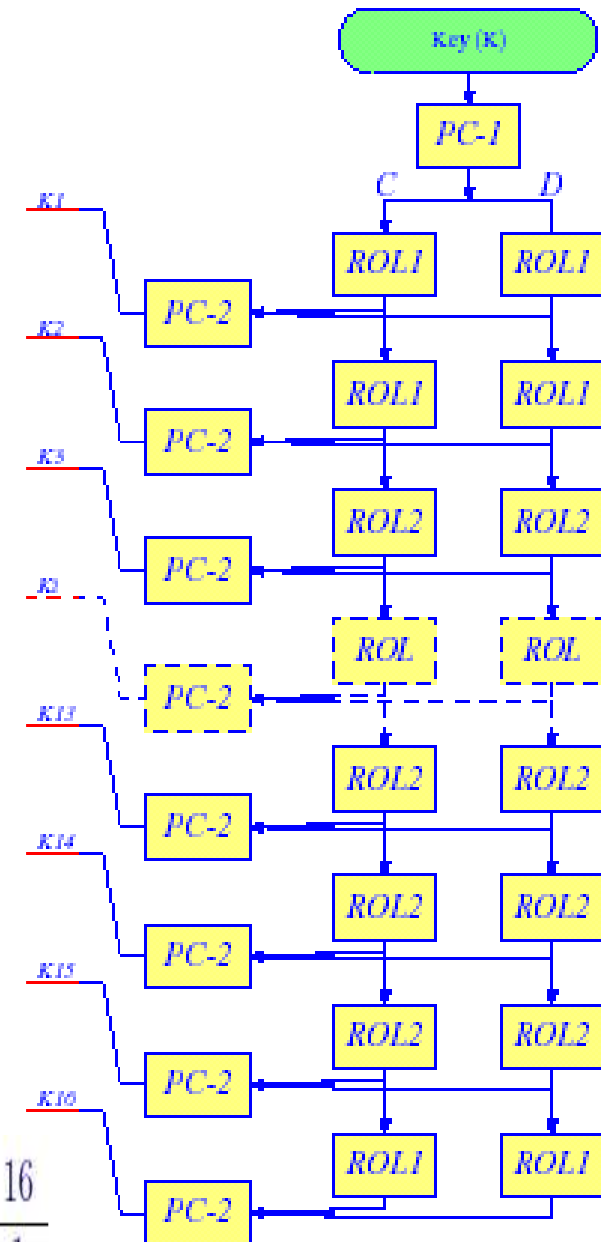 Key (K)
PC-1
C D
K1
ROL1 ROL1
PC-2
K2
ROL1 ROL1
PC-2
K3
ROL2 ROL2
PC-2
Ki
ROL ROL
PC-2
K13
ROL2 ROL2
PC-2
K14
ROL2 ROL2
PC-2
K15
ROL2 ROL2
PC-2
K16
ROL1 ROL1
16
PC-2